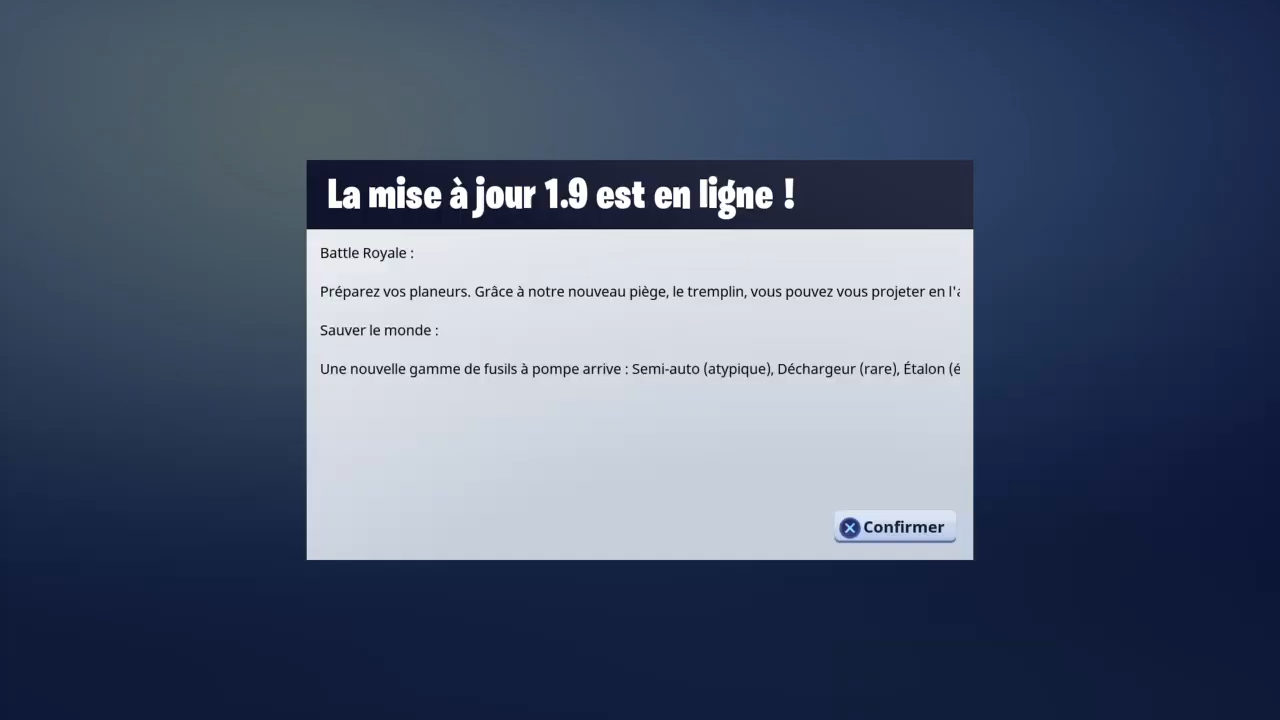 La mise à jour 1.9 est en ligne !
Battle Royale :
Préparez vos planeurs. Grâce à notre nouveau piège, le tremplin, vous pouvez vous projeter en l'a
Sauver le monde :
Une nouvelle gamme de fusils à pompe arrive : Semi-auto (atypique), Déchargeur (rare), Étalon (é
Confirmer